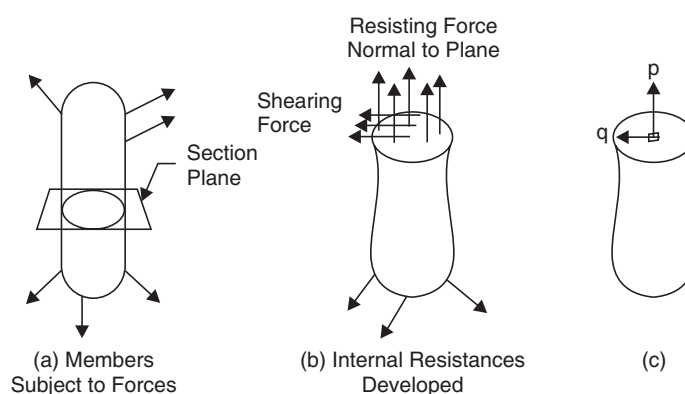 Resisting Force
Normal to Plane
Shearing
Force
Section
Plane
p
q
(a) Members
Subject to Forces
(b) Internal Resistances
Developed
(c)